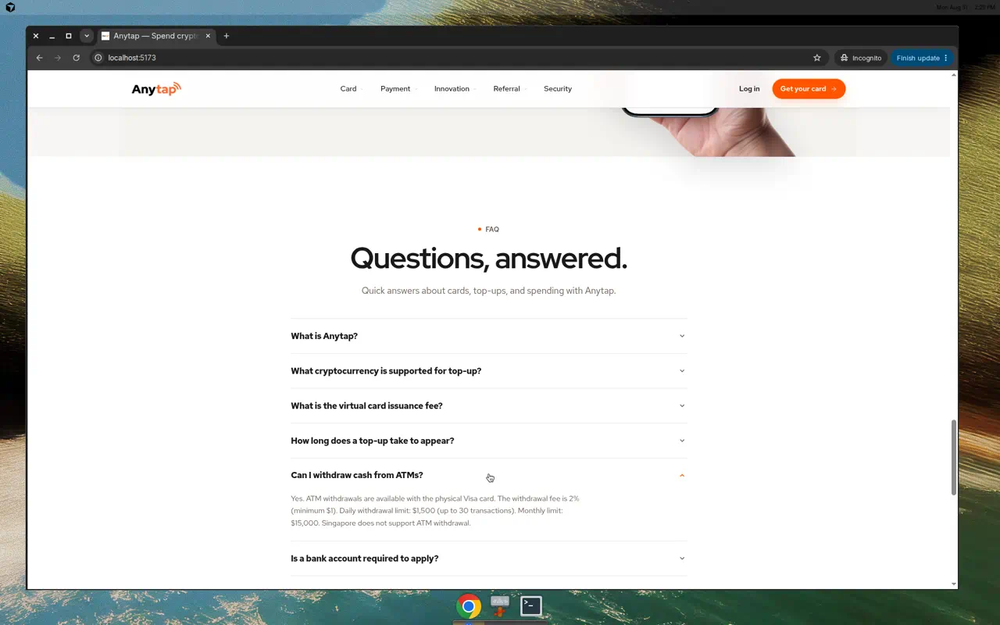 Mon Aug 31 2:29 PM
Anytap — Spend crypt
localhost:5173
Incognito
Finish update
Anytap
Card
Payment
Innovation
Referral
Security
Log in
Get your card →
FAQ
Questions, answered.
Quick answers about cards, top-ups, and spending with Anytap.
What is Anytap?
What cryptocurrency is supported for top-up?
What is the virtual card issuance fee?
How long does a top-up take to appear?
Can I withdraw cash from ATMs?
Yes. ATM withdrawals are available with the physical Visa card. The withdrawal fee is 2%
(minimum $1). Daily withdrawal limit: $1,500 (up to 30 transactions). Monthly limit:
$15,000. Singapore does not support ATM withdrawal.
Is a bank account required to apply?